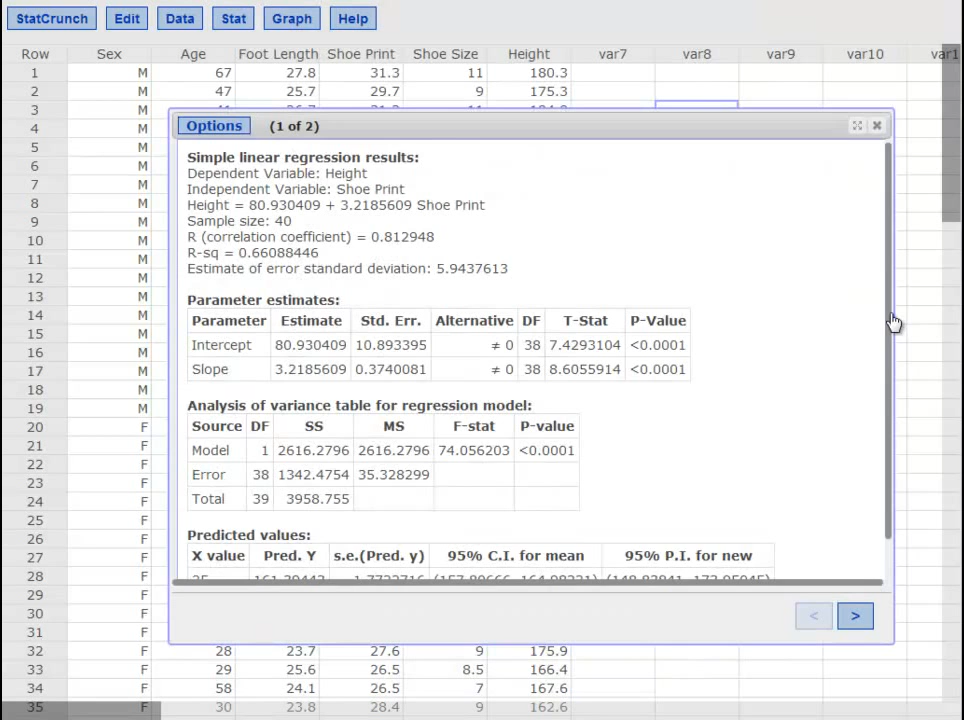 StatCrunch Edit Data Stat Graph Help
Row Sex Age Foot Length Shoe Print Shoe Size Height var7 var8 var9 var10 var1
1 M 67 27.8 31.3 11 180.3
2 M 47 25.7 29.7 9 175.3
3 M
4 M
5 M
6 M
7 M
8 M
9 M
10 M
11 M
12 M
13 M
14 M
15 M
16 M
17 M
18 M
19 M
20 F
21 F
22 F
23 F
24 F
25 F
26 F
27 F
28 F
29 F
30 F
31 F
32 F 28 23.7 27.6 9 175.9
33 F 29 25.6 26.5 8.5 166.4
34 F 58 24.1 26.5 7 167.6
35 F 30 23.8 28.4 9 162.6
Options (1 of 2)
Simple linear regression results:
Dependent Variable: Height
Independent Variable: Shoe Print
Height = 80.930409 + 3.2185609 Shoe Print
Sample size: 40
R (correlation coefficient) = 0.812948
R-sq = 0.66088446
Estimate of error standard deviation: 5.9437613
Parameter estimates:
Parameter Estimate Std. Err. Alternative DF T-Stat P-Value
Intercept 80.930409 10.893395 ≠ 0 38 7.4293104 <0.0001
Slope 3.2185609 0.3740081 ≠ 0 38 8.6055914 <0.0001
Analysis of variance table for regression model:
Source DF SS MS F-stat P-value
Model 1 2616.2796 2616.2796 74.056203 <0.0001
Error 38 1342.4754 35.328299
Total 39 3958.755
Predicted values:
X value Pred. Y s.e.(Pred. y) 95% C.I. for mean 95% P.I. for new
< >